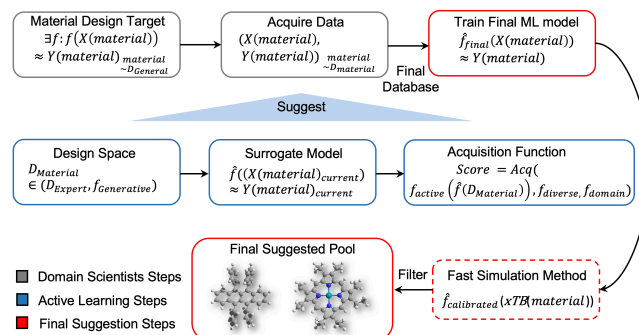 Material Design Target
∃f: f(X(material))
≈ Y(material) material
~D_General
Acquire Data
(X(material),
Y(material)) material
~D_material
Final
Database
Train Final ML model
f̂_final(X(material))
≈ Y(material)
Suggest
Design Space
D_Material
∈ (D_Expert, f_Generative)
Surrogate Model
f̂((X(material)_current)
≈ Y(material)_current
Acquisition Function
Score = Acq(
f_active (f̂(D_Material)), f_diverse, f_domain)
Final Suggested Pool
Filter
Fast Simulation Method
f̂_calibrated(xTB(material))
Domain Scientists Steps
Active Learning Steps
Final Suggestion Steps